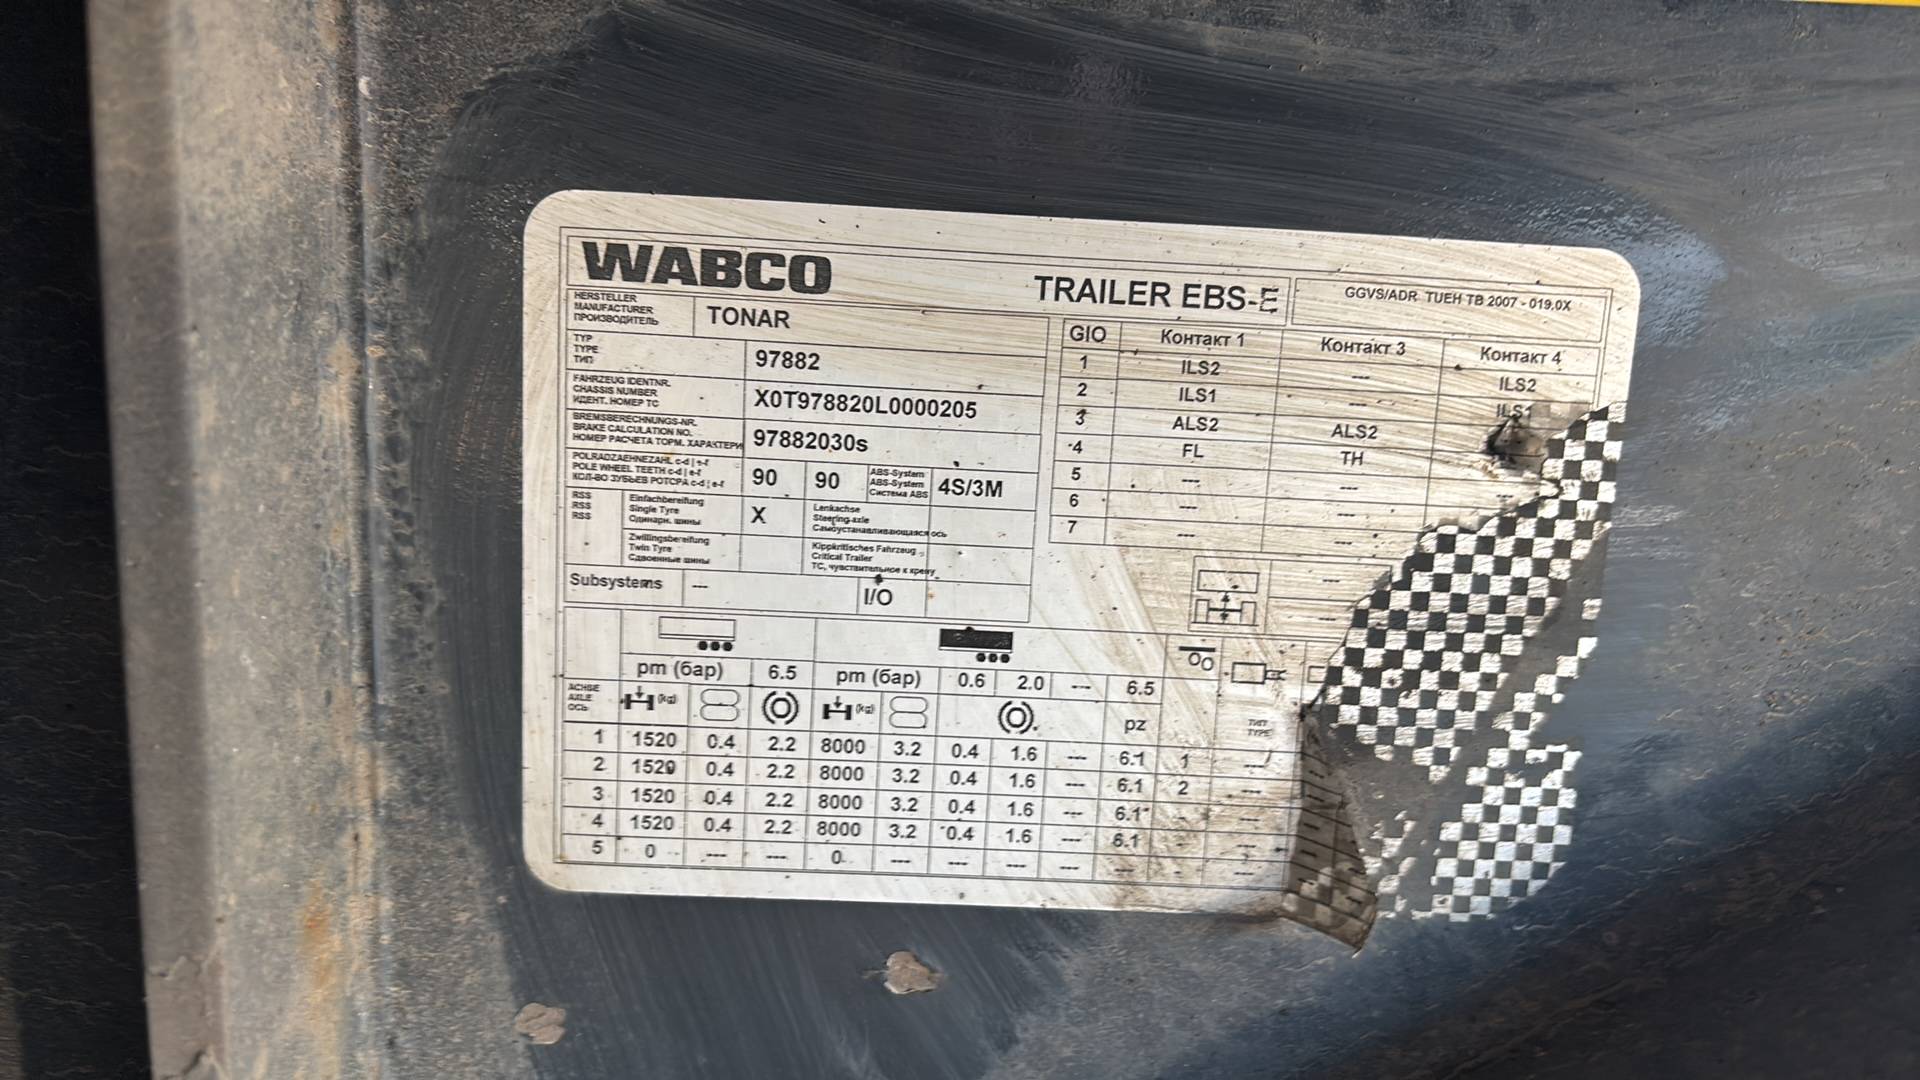 WABCO
TRAILER EBS-E
GGVS/ADR TUEH TB 2007 - 019.0X
HERSTELLER
MANUFACTURER
ПРОИЗВОДИТЕЛЬ
TONAR
TYP
TYPE
ТИП
97882
FAHRZEUG IDENTNR.
CHASSIS NUMBER
ИДЕНТ. НОМЕР ТС
X0T978820L0000205
BREMSBERECHNUNGS-NR.
BRAKE CALCULATION NO.
НОМЕР РАСЧЕТА ТОРМ. ХАРАКТЕРИ
97882030s
POLRADZAEHNEZAHL c-d | e-f
POLE WHEEL TEETH c-d | e-f
КОЛ-ВО ЗУБЬЕВ РОТОРА c-d | e-f
90 90
ABS-System
ABS-System
Система ABS
4S/3M
RSS
RSS
RSS
Einfachbereifung
Single Tyre
Одинарн. шины
X
Lenkachse
Steering axle
Самоустанавливающаяся ось
Zwillingsbereifung
Twin Tyre
Сдвоенные шины
Kippkritisches Fahrzeug
Critical Trailer
ТС, чувствительное к крену
Subsystems --- I/O
GIO Контакт 1 Контакт 3 Контакт 4
1 ILS2 --- ILS2
2 ILS1 --- ILS1
3 ALS2 ALS2
4 FL TH
5 --- --- ---
6 --- ---
7 --- ---
---
---
pm (бар) 6.5 pm (бар) 0.6 2.0 --- 6.5
ACHSE
AXLE
ОСЬ
(kg) (kg) pz
ТИП
TYPE
1 1520 0.4 2.2 8000 3.2 0.4 1.6 --- 6.1 1 ---
2 1520 0.4 2.2 8000 3.2 0.4 1.6 --- 6.1 2 ---
3 1520 0.4 2.2 8000 3.2 0.4 1.6 --- 6.1 - ---
4 1520 0.4 2.2 8000 3.2 0.4 1.6 --- 6.1 - ---
5 0 --- --- 0 --- --- --- --- --- - ---